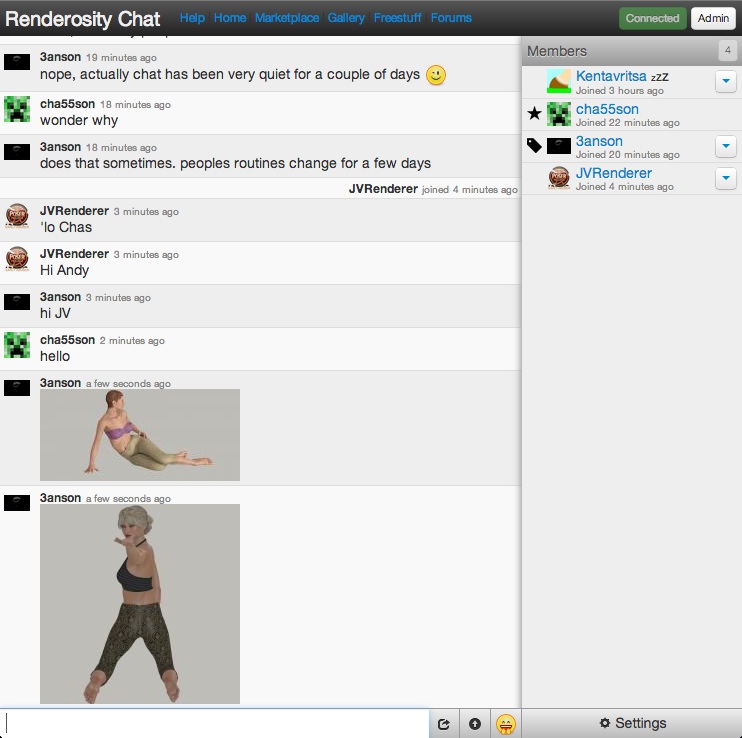 Renderosity Chat Help Home Marketplace Gallery Freestuff Forums Connected Admin
3anson 19 minutes ago
nope, actually chat has been very quiet for a couple of days
cha55son 18 minutes ago
wonder why
3anson 18 minutes ago
does that sometimes. peoples routines change for a few days
JVRenderer joined 4 minutes ago
JVRenderer 3 minutes ago
'lo Chas
JVRenderer 3 minutes ago
Hi Andy
3anson 3 minutes ago
hi JV
cha55son 2 minutes ago
hello
3anson a few seconds ago
3anson a few seconds ago
Members 4
Kentavritsa zZZ
Joined 3 hours ago
cha55son
Joined 22 minutes ago
3anson
Joined 20 minutes ago
JVRenderer
Joined 4 minutes ago
Settings